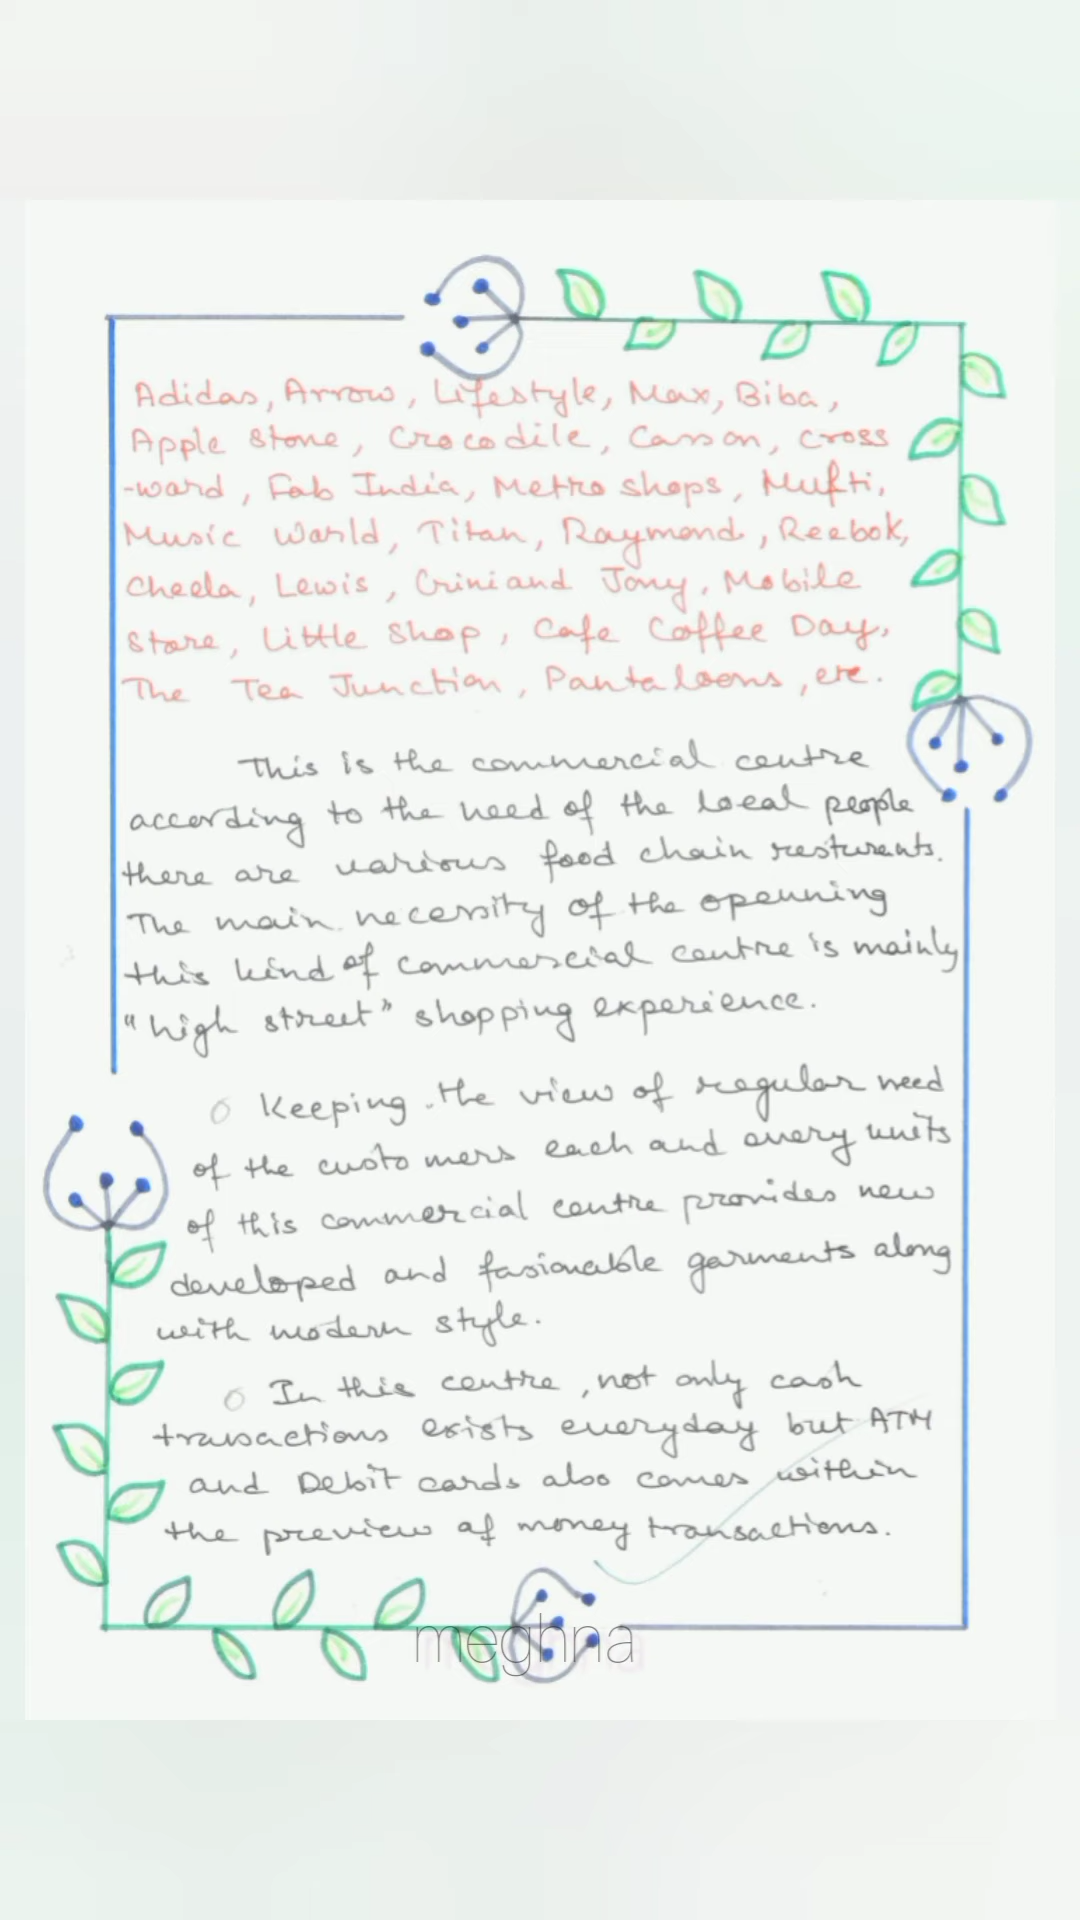 Adidas, Arrow, Lifestyle, Max, Biba,
Apple Stone, Crocodile, Casson, cross
-ward, Fab India, Metro shops, Mufti,
Music World, Titan, Raymond, Reebok,
Cheela, Lewis, Crini and Jony, Mobile
Store, Little Shop, Cafe Coffee Day,
The Tea Junction, Pantaloons, etc.
This is the commercial centre
according to the need of the local people
there are various food chain resturents.
The main necessity of the openning
this kind of commercial centre is mainly
"high street" shopping experience.
Keeping the view of regular need
of the customers each and every units
of this commercial centre provides new
developed and fasionable garments along
with modern style.
In this centre, not only cash
transactions exists everyday but ATM
and Debit cards also comes within
the preview of money transactions.
meghna